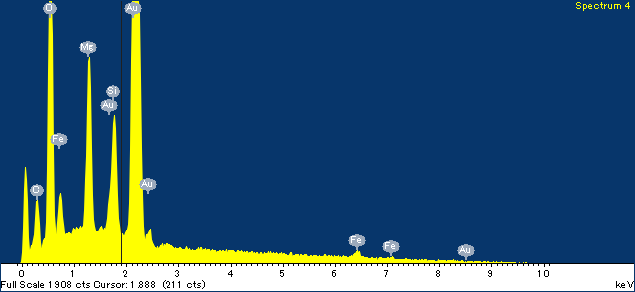 Spectrum 4
O
Au
Mg
Si
Au
Fe
Au
C
Fe
Fe
Au
0 1 2 3 4 5 6 7 8 9 10
Full Scale 1908 cts Cursor: 1.888 (211 cts) keV